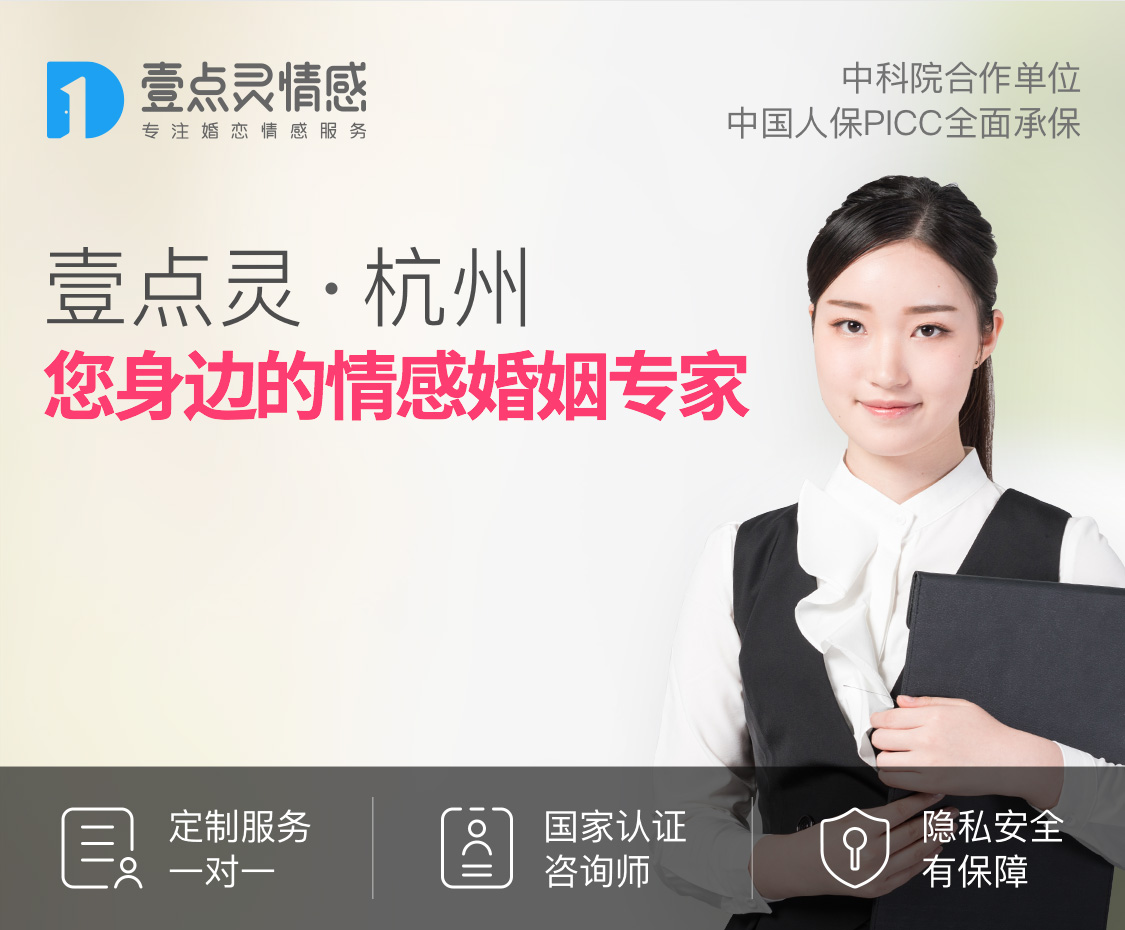 壹点灵情感
专注婚恋情感服务
中科院合作单位
中国人保PICC全面承保
壹点灵·杭州
您身边的情感婚姻专家
定制服务
一对一
国家认证
咨询师
隐私安全
有保障